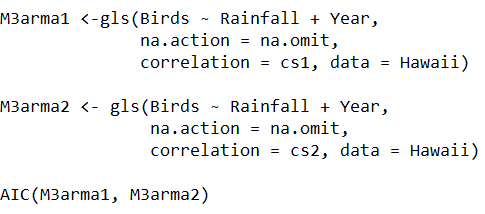 M3arma1 <-gls(Birds ~ Rainfall + Year,
na.action = na.omit,
correlation = cs1, data = Hawaii)
M3arma2 <- gls(Birds ~ Rainfall + Year,
na.action = na.omit,
correlation = cs2, data = Hawaii)
AIC(M3arma1, M3arma2)